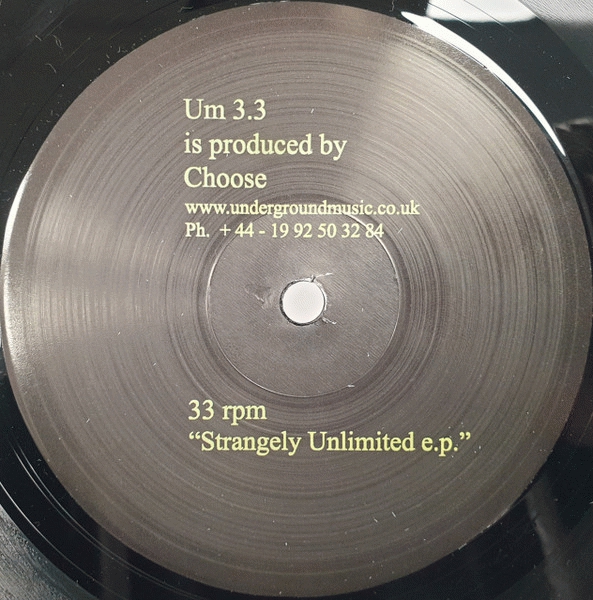 Um 3.3
is produced by
Choose
www.undergroundmusic.co.uk
Ph. + 44 - 19 92 50 32 84
33 rpm
“Strangely Unlimited e.p.”